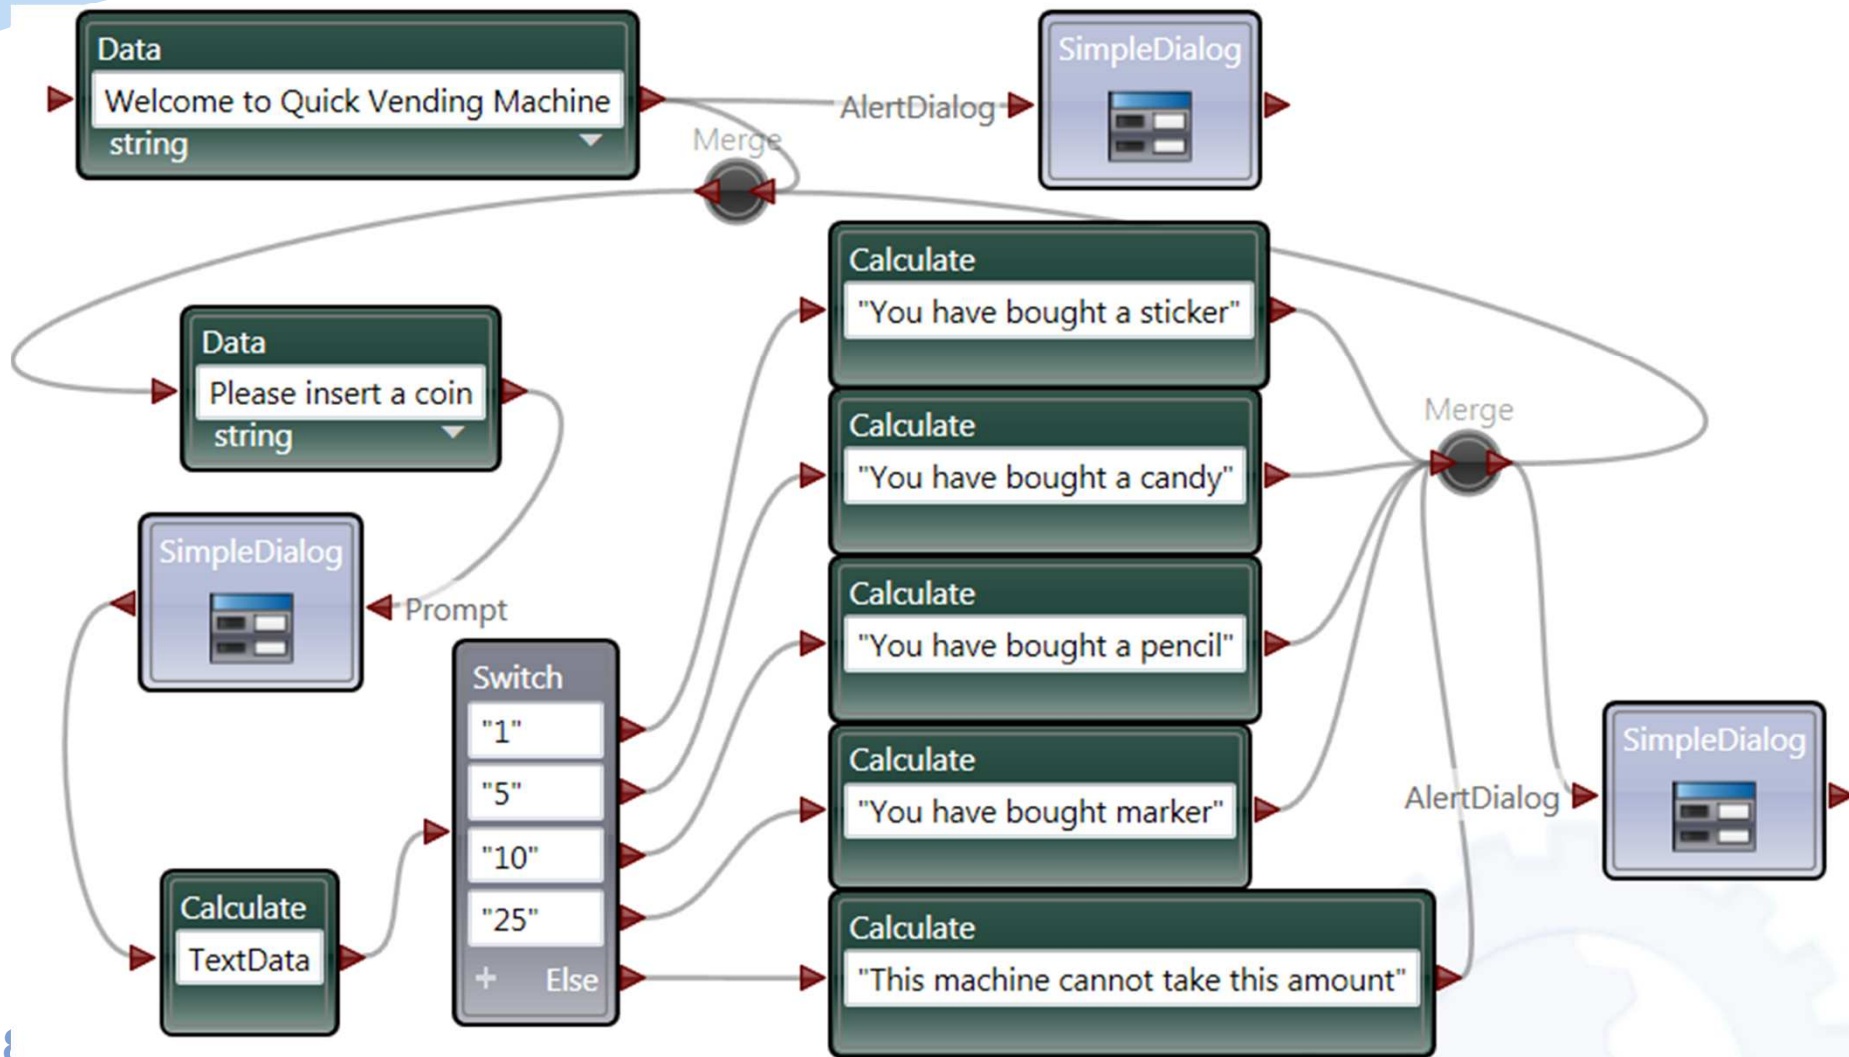 Data
Welcome to Quick Vending Machine
string
Merge
AlertDialog
SimpleDialog
Data
Please insert a coin
string
SimpleDialog
Prompt
Calculate
TextData
Switch
"1"
"5"
"10"
"25"
+ Else
Calculate
"You have bought a sticker"
Calculate
"You have bought a candy"
Calculate
"You have bought a pencil"
Calculate
"You have bought marker"
Calculate
"This machine cannot take this amount"
Merge
AlertDialog
SimpleDialog